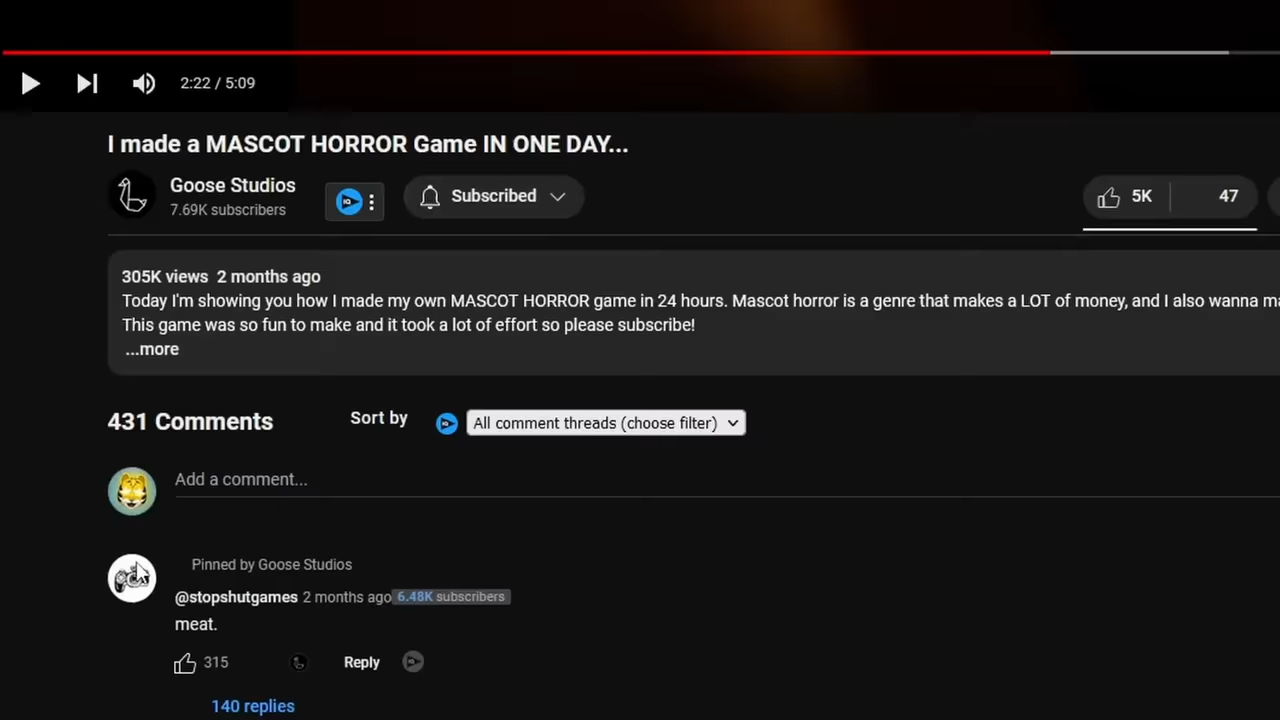 2:22 / 5:09
I made a MASCOT HORROR Game IN ONE DAY...
Goose Studios
7.69K subscribers
Subscribed
5K
47
305K views 2 months ago
Today I'm showing you how I made my own MASCOT HORROR game in 24 hours. Mascot horror is a genre that makes a LOT of money, and I also wanna
This game was so fun to make and it took a lot of effort so please subscribe!
...more
431 Comments
Sort by
All comment threads (choose filter)
Add a comment...
Pinned by Goose Studios
@stopshutgames 2 months ago 6.48K subscribers
meat.
315
Reply
140 replies